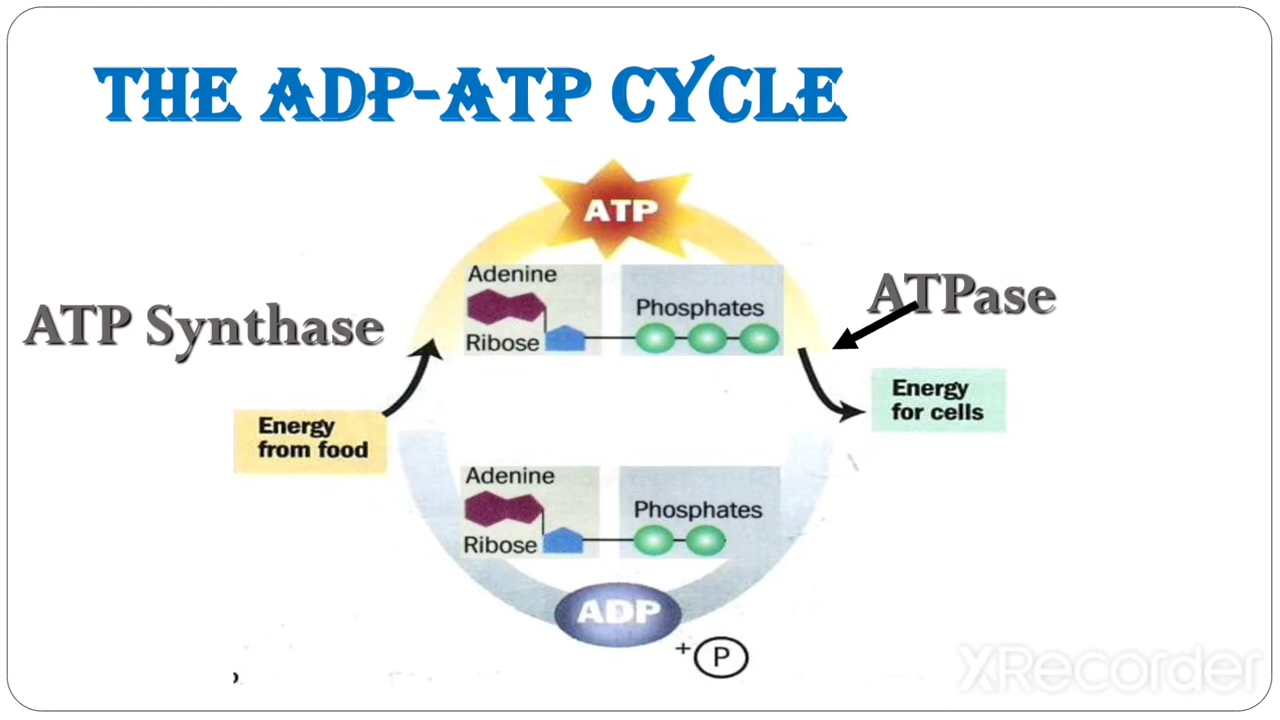 THE ADP-ATP CYCLE
ATP
Adenine
Phosphates
Ribose
ATP Synthase
ATPase
Energy
from food
Energy
for cells
Adenine
Phosphates
Ribose
ADP
+ P
XRecorder